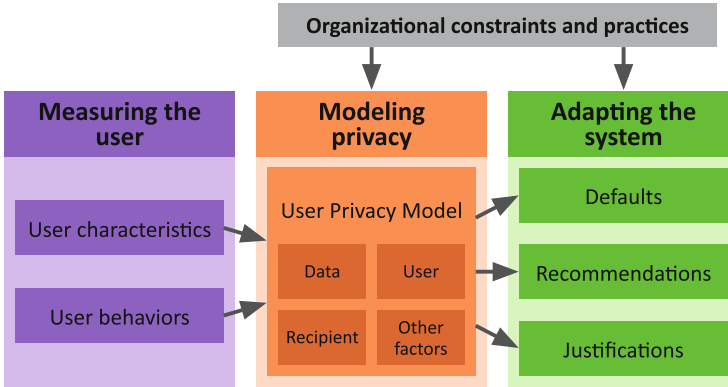 Organizational constraints and practices
Measuring the
user
Modeling
privacy
Adapting the
system
User characteristics
User behaviors
User Privacy Model
Data
User
Recipient
Other
factors
Defaults
Recommendations
Justifications